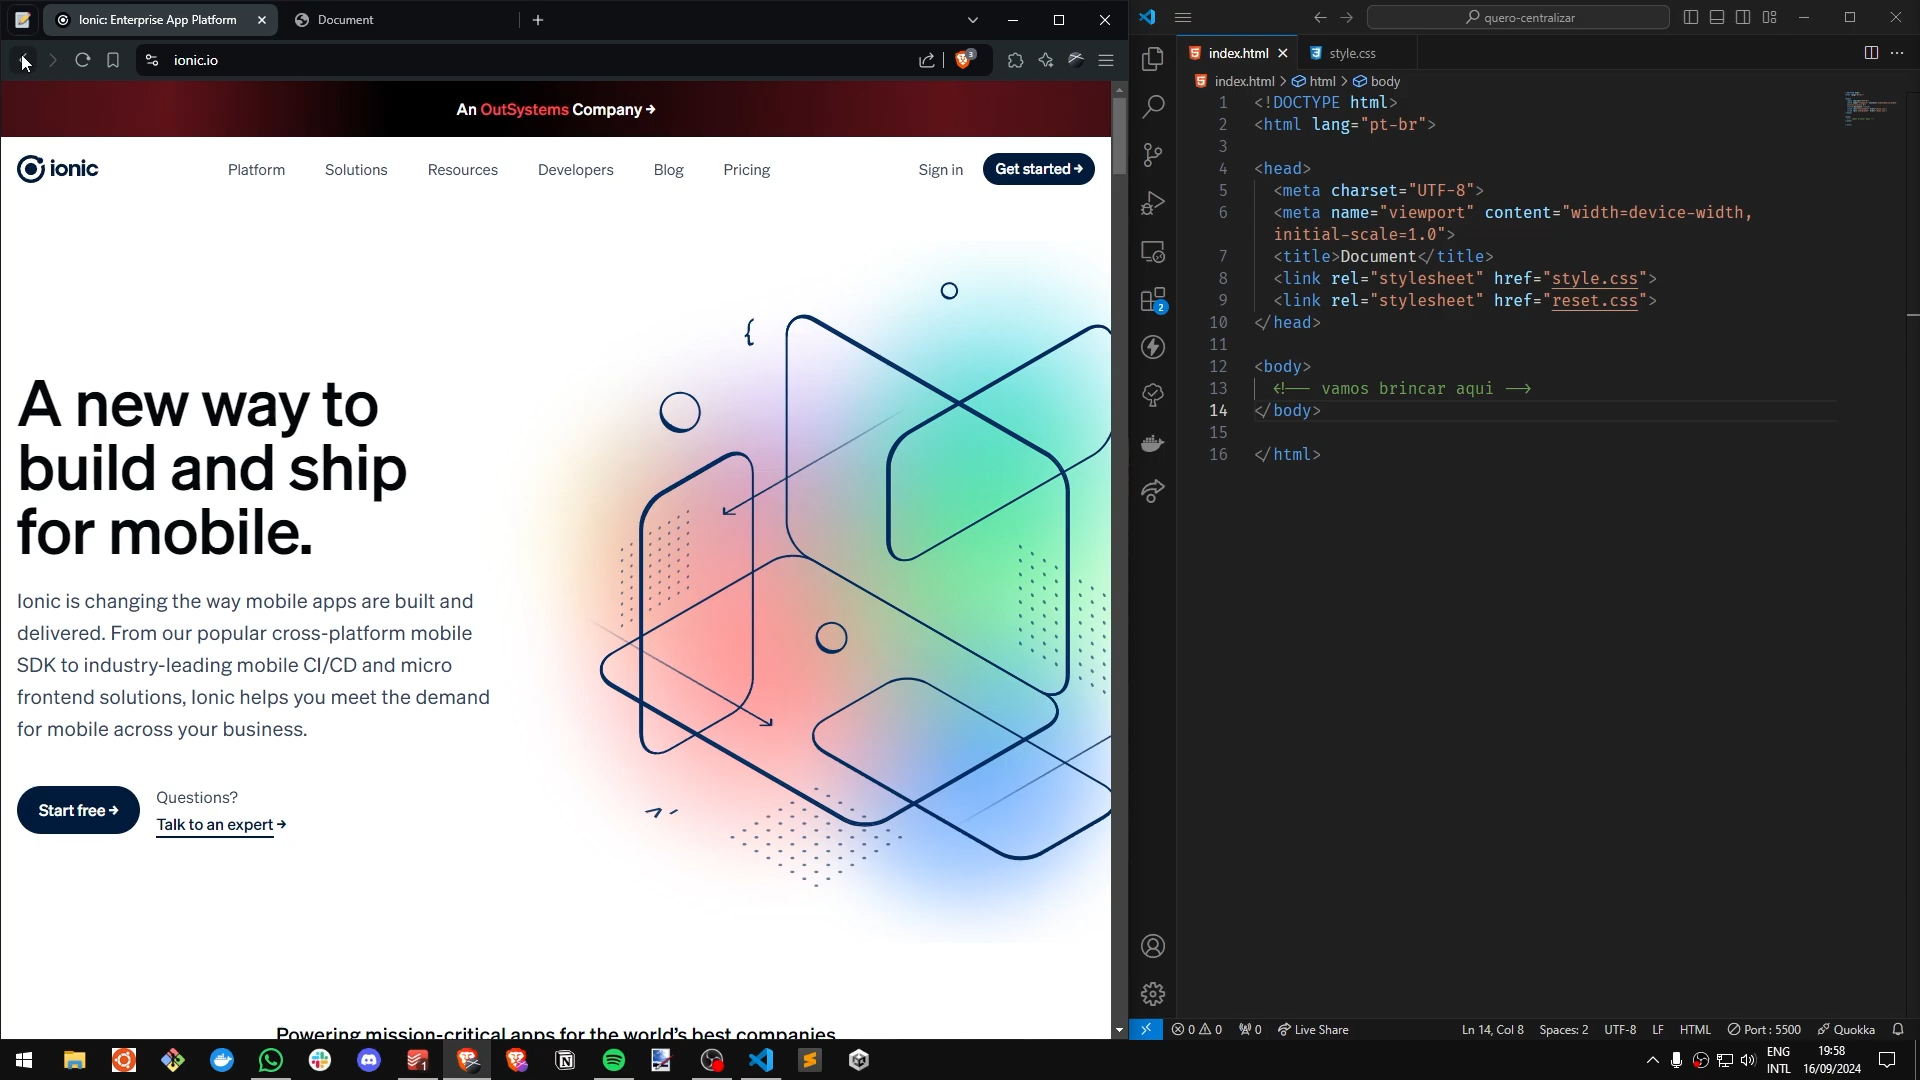 Ionic: Enterprise App Platform
Document
ionic.io
3
An OutSystems Company →
ionic
Platform
Solutions
Resources
Developers
Blog
Pricing
Sign in
Get started →
A new way to
build and ship
for mobile.
Ionic is changing the way mobile apps are built and
delivered. From our popular cross-platform mobile
SDK to industry-leading mobile CI/CD and micro
frontend solutions, Ionic helps you meet the demand
for mobile across your business.
Start free →
Questions?
Talk to an expert →
Powering mission-critical apps for the world's best companies
quero-centralizar
index.html
style.css
index.html > html > body
1 <!DOCTYPE html>
2 <html lang="pt-br">
3
4 <head>
5 <meta charset="UTF-8">
6 <meta name="viewport" content="width=device-width,
initial-scale=1.0">
7 <title>Document</title>
8 <link rel="stylesheet" href="style.css">
9 <link rel="stylesheet" href="reset.css">
10 </head>
11
12 <body>
13 <!-- vamos brincar aqui -->
14 </body>
15
16 </html>
2
0 0 0 Live Share Ln 14, Col 8 Spaces: 2 UTF-8 LF HTML Port : 5500 Quokka
1
ENG
INTL
19:58
16/09/2024